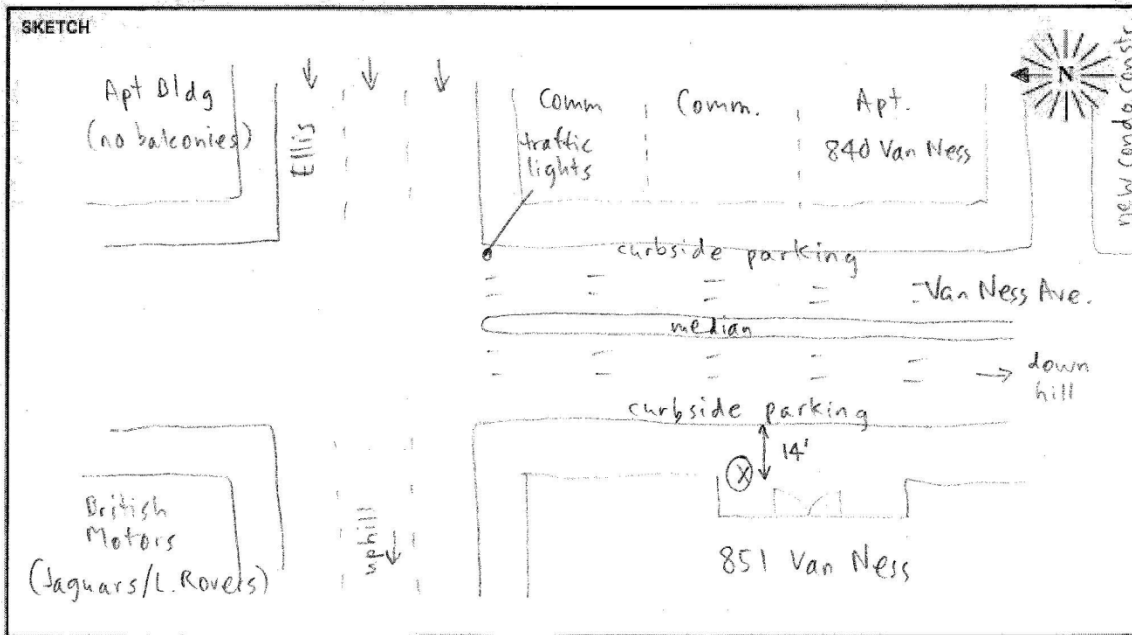 SKETCH
Apt Bldg
(no balconies)
Ellis
Comm
Comm.
Apt.
840 Van Ness
traffic
lights
N
new condo constr.
curbside parking
Van Ness Ave.
median
down
hill
curbside parking
14'
X
British
Motors
(Jaguars/L. Rovers)
uphill
851 Van Ness